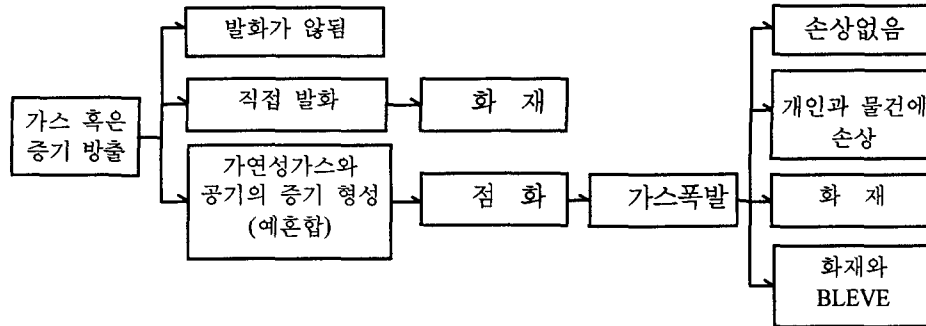 가스 혹은
증기 방출
발화가 않됨
직접 발화
화 재
가연성가스와
공기의 증기 형성
(예혼합)
점 화
가스폭발
손상없음
개인과 물건에
손상
화 재
화재와
BLEVE